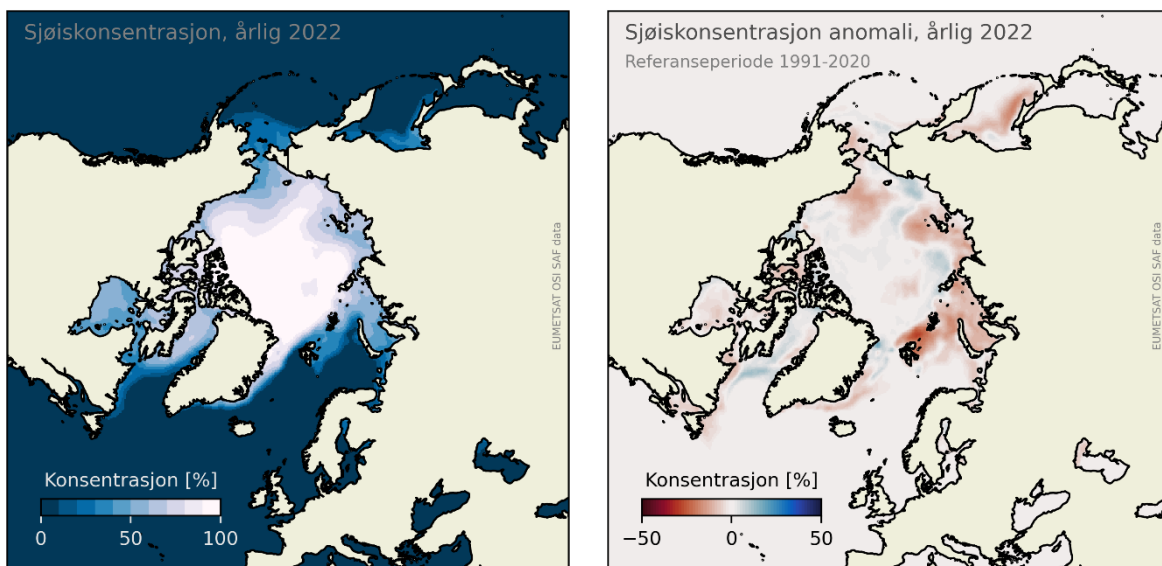 Sjøiskonsentrasjon, årlig 2022
EUMETSAT OSI SAF data
Konsentrasjon [%]
0 50 100
Sjøiskonsentrasjon anomali, årlig 2022
Referanseperiode 1991-2020
EUMETSAT OSI SAF data
Konsentrasjon [%]
−50 0 50